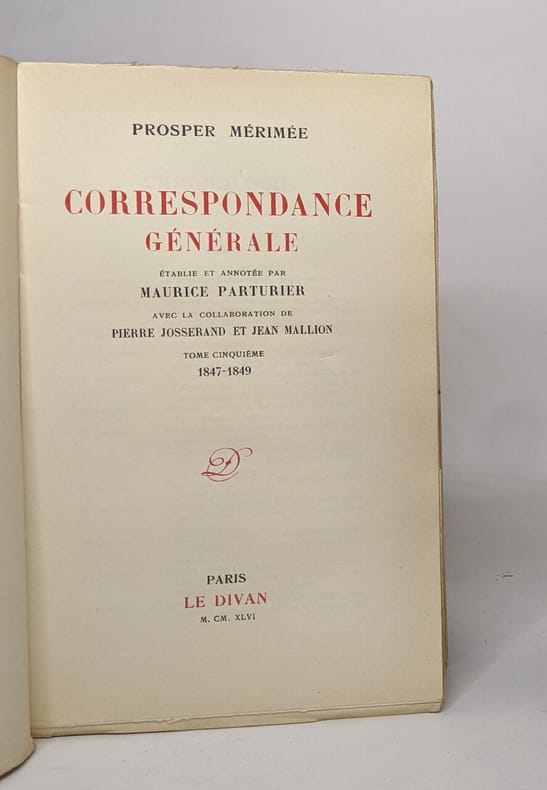 PROSPER MÉRIMÉE
CORRESPONDANCE
GÉNÉRALE
ÉTABLIE ET ANNOTÉE PAR
MAURICE PARTURIER
AVEC LA COLLABORATION DE
PIERRE JOSSERAND ET JEAN MALLION
TOME CINQUIÈME
1847-1849
PARIS
LE DIVAN
M. CM. XLVI